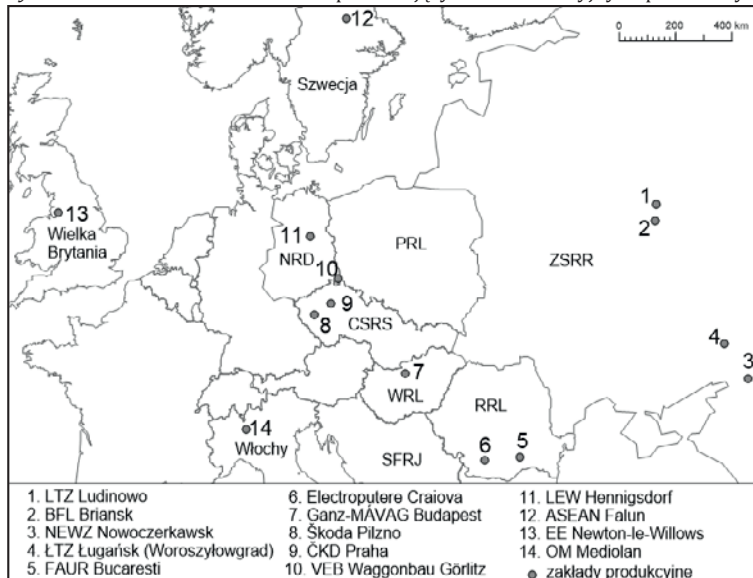 12
0 200 400 km
Szwecja
1
13
2
Wielka
Brytania
11
PRL
NRD
ZSRR
10
9
CSRS
8
4
3
7
WRL
RRL
14
6 5
Włochy
SFRJ
1. LTZ Ludinowo
2. BFL Briansk
3. NEWZ Nowoczerkawsk
4. ŁTZ Ługańsk (Woroszyłowgrad)
5. FAUR Bucaresti
6. Electroputere Craiova
7. Ganz-MÁVAG Budapest
8. Škoda Pilzno
9. ČKD Praha
10. VEB Waggonbau Görlitz
11. LEW Hennigsdorf
12. ASEAN Falun
13. EE Newton-le-Willows
14. OM Mediolan
zakłady produkcyjne